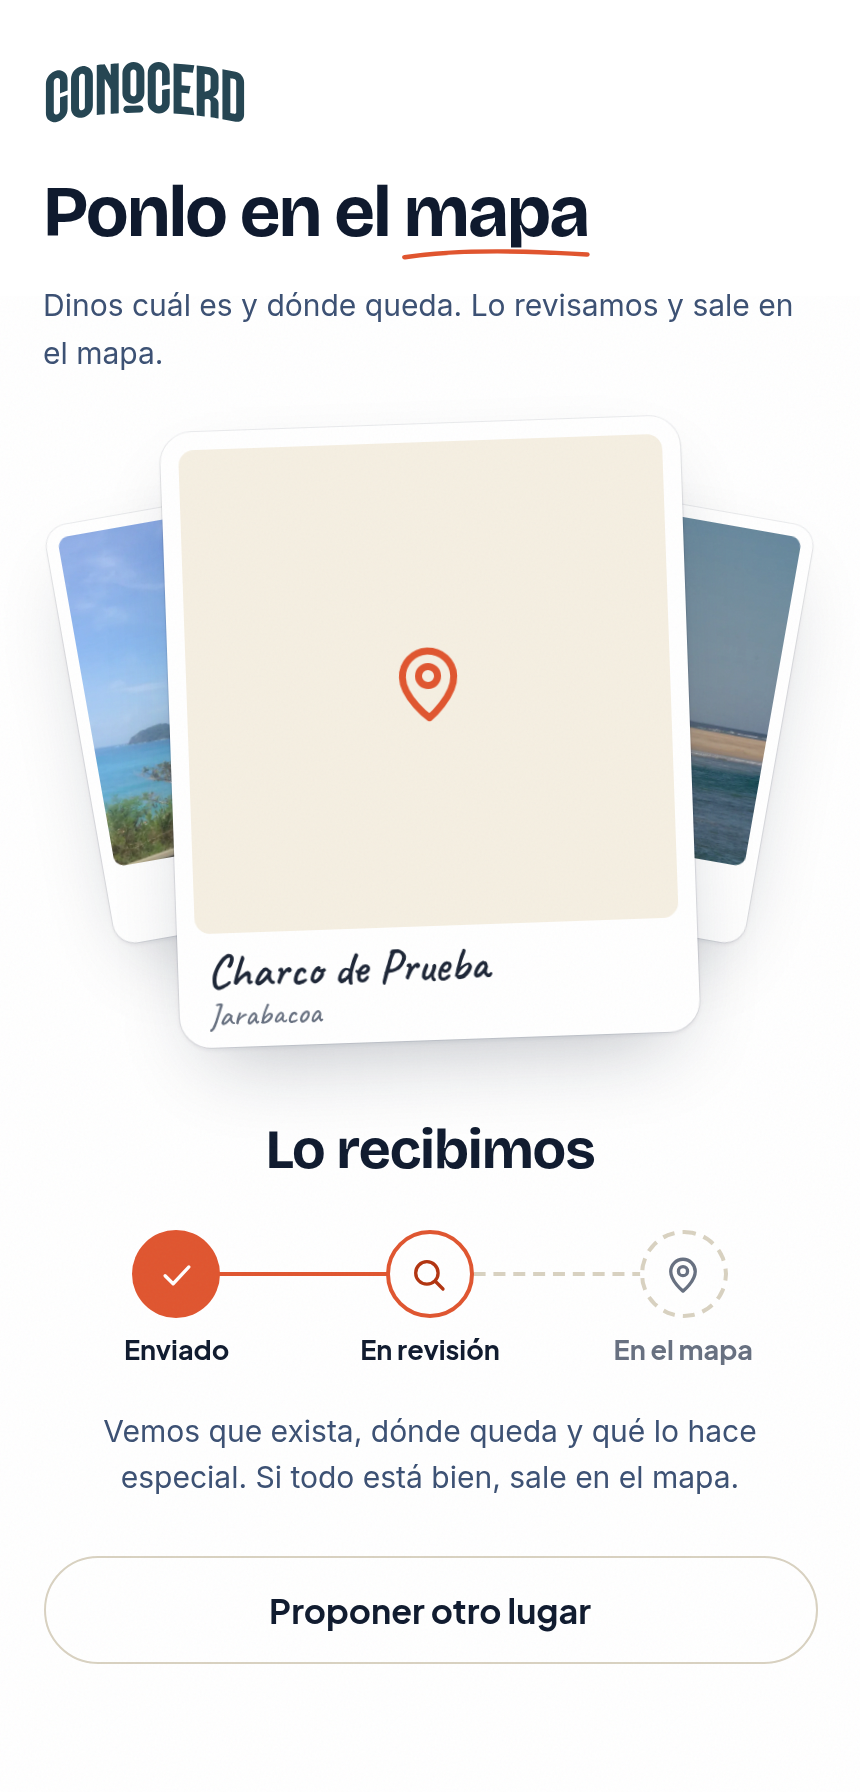 CONOCERD
Ponlo en el mapa
Dinos cuál es y dónde queda. Lo revisamos y sale en
el mapa.
Charco de Prueba
Jarabacoa
Lo recibimos
Enviado
En revisión
En el mapa
Vemos que exista, dónde queda y qué lo hace
especial. Si todo está bien, sale en el mapa.
Proponer otro lugar